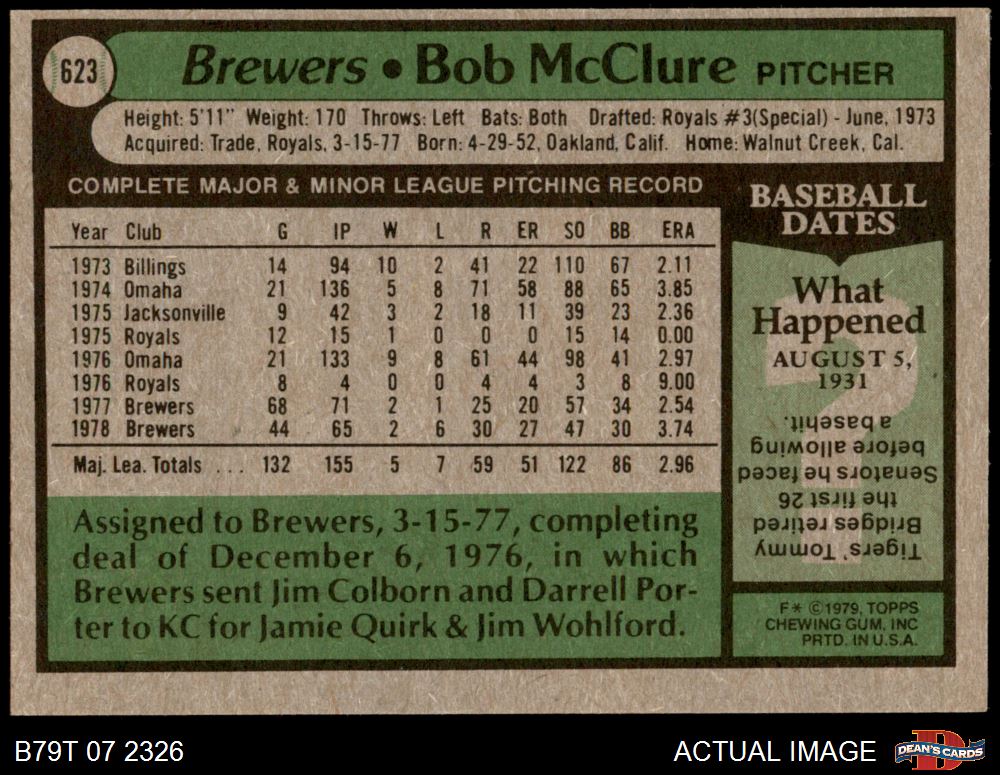 623
Brewers • Bob McClure PITCHER
Height: 5'11" Weight: 170 Throws: Left Bats: Both Drafted: Royals #3(Special) - June, 1973
Acquired: Trade, Royals, 3-15-77 Born: 4-29-52, Oakland, Calif. Home: Walnut Creek, Cal.
COMPLETE MAJOR & MINOR LEAGUE PITCHING RECORD
Year Club G IP W L R ER SO BB ERA
1973 Billings 14 94 10 2 41 22 110 67 2.11
1974 Omaha 21 136 5 8 71 58 88 65 3.85
1975 Jacksonville 9 42 3 2 18 11 39 23 2.36
1975 Royals 12 15 1 0 0 0 15 14 0.00
1976 Omaha 21 133 9 8 61 44 98 41 2.97
1976 Royals 8 4 0 0 4 4 3 8 9.00
1977 Brewers 68 71 2 1 25 20 57 34 2.54
1978 Brewers 44 65 2 6 30 27 47 30 3.74
Maj. Lea. Totals ... 132 155 5 7 59 51 122 86 2.96
Assigned to Brewers, 3-15-77, completing
deal of December 6, 1976, in which
Brewers sent Jim Colborn and Darrell Por-
ter to KC for Jamie Quirk & Jim Wohlford.
BASEBALL
DATES
What
Happened
AUGUST 5,
1931
Tigers' Tommy
Bridges retired
the first 26
Senators he faced
before allowing
a basehit.
F* ©1979, TOPPS
CHEWING GUM, INC
PRTD. IN U.S.A.
B79T 07 2326
ACTUAL IMAGE
DEAN'S CARDS